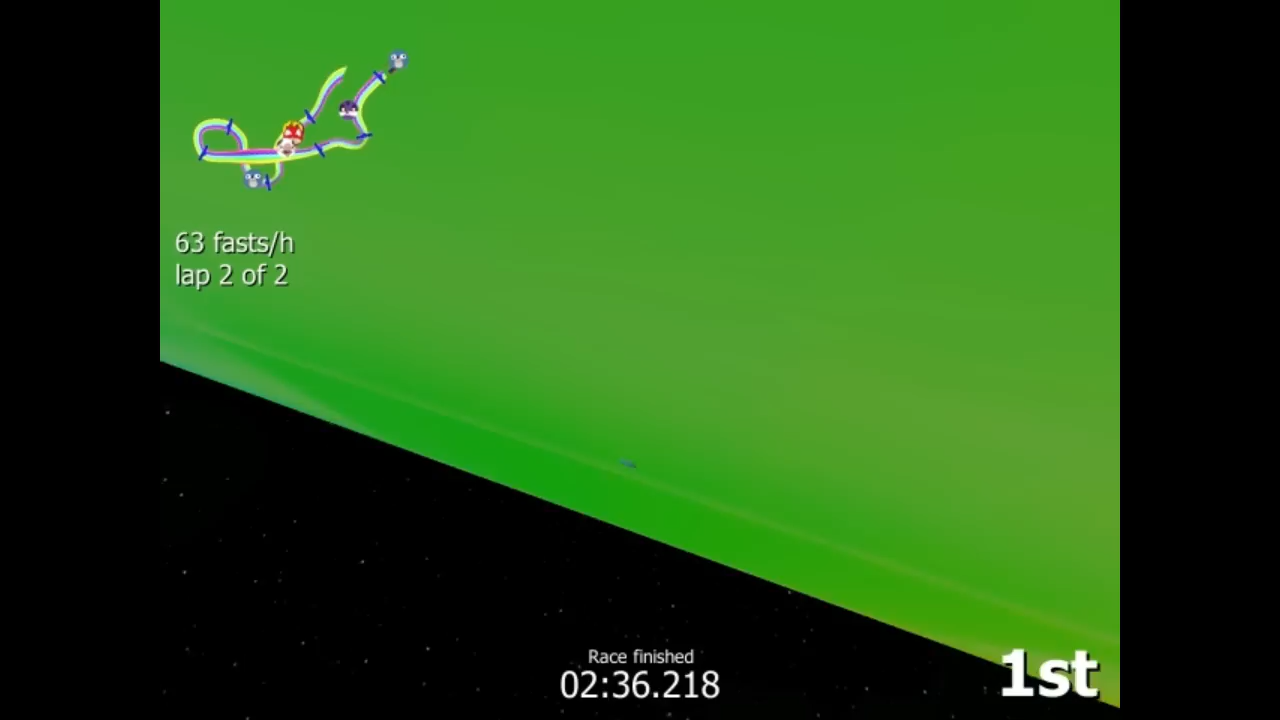 63 fasts/h
lap 2 of 2
Race finished
02:36.218
1st